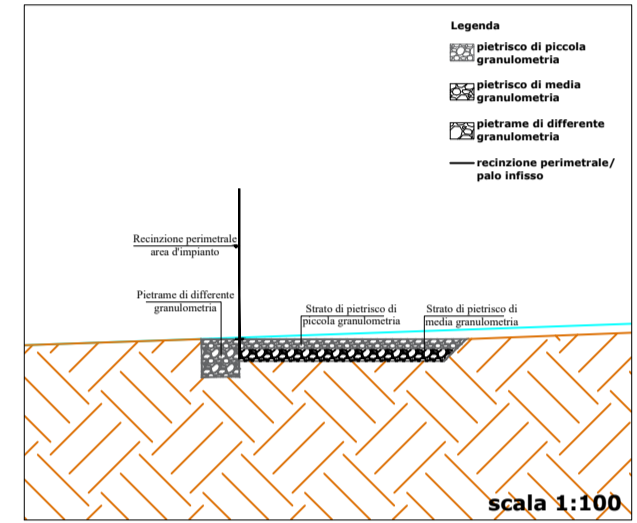 Legenda
pietrisco di piccola
granulometria
pietrisco di media
granulometria
pietrame di differente
granulometria
recinzione perimetrale/
palo infisso
Recinzione perimetrale
area d'impianto
Pietrame di differente
granulometria
Strato di pietrisco di
piccola granulometria
Strato di pietrisco di
media granulometria
scala 1:100